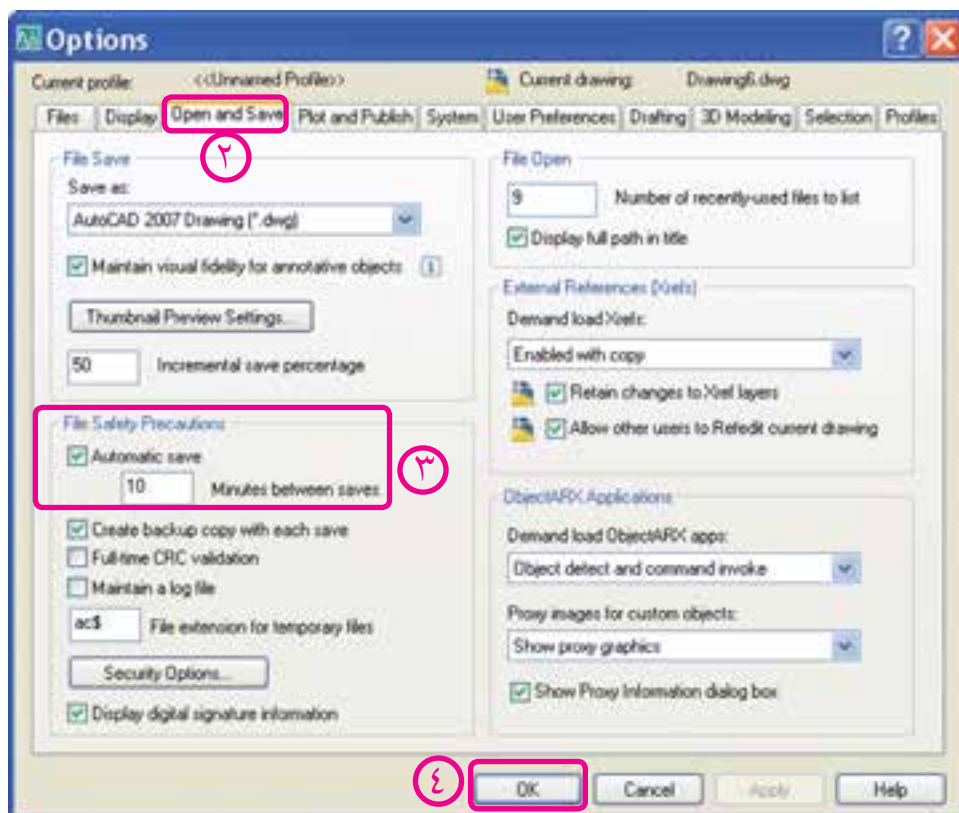 Options
Current profile: <<Unnamed Profile>> Current drawing: Drawing6.dwg
Files Display Open and Save Plot and Publish System User Preferences Drafting 3D Modeling Selection Profiles
۲
File Save
Save as:
AutoCAD 2007 Drawing (*.dwg)
Maintain visual fidelity for annotative objects
Thumbnail Preview Settings...
50 Incremental save percentage
File Safety Precautions
Automatic save
10 Minutes between saves
۳
Create backup copy with each save
Full-time CRC validation
Maintain a log file
ac$ File extension for temporary files
Security Options...
Display digital signature information
File Open
9 Number of recently-used files to list
Display full path in title
External References (Xrefs)
Demand load Xrefs:
Enabled with copy
Retain changes to Xref layers
Allow other users to Refedit current drawing
ObjectARX Applications
Demand load ObjectARX apps:
Object detect and command invoke
Proxy images for custom objects:
Show proxy graphics
Show Proxy Information dialog box
٤
OK Cancel Apply Help